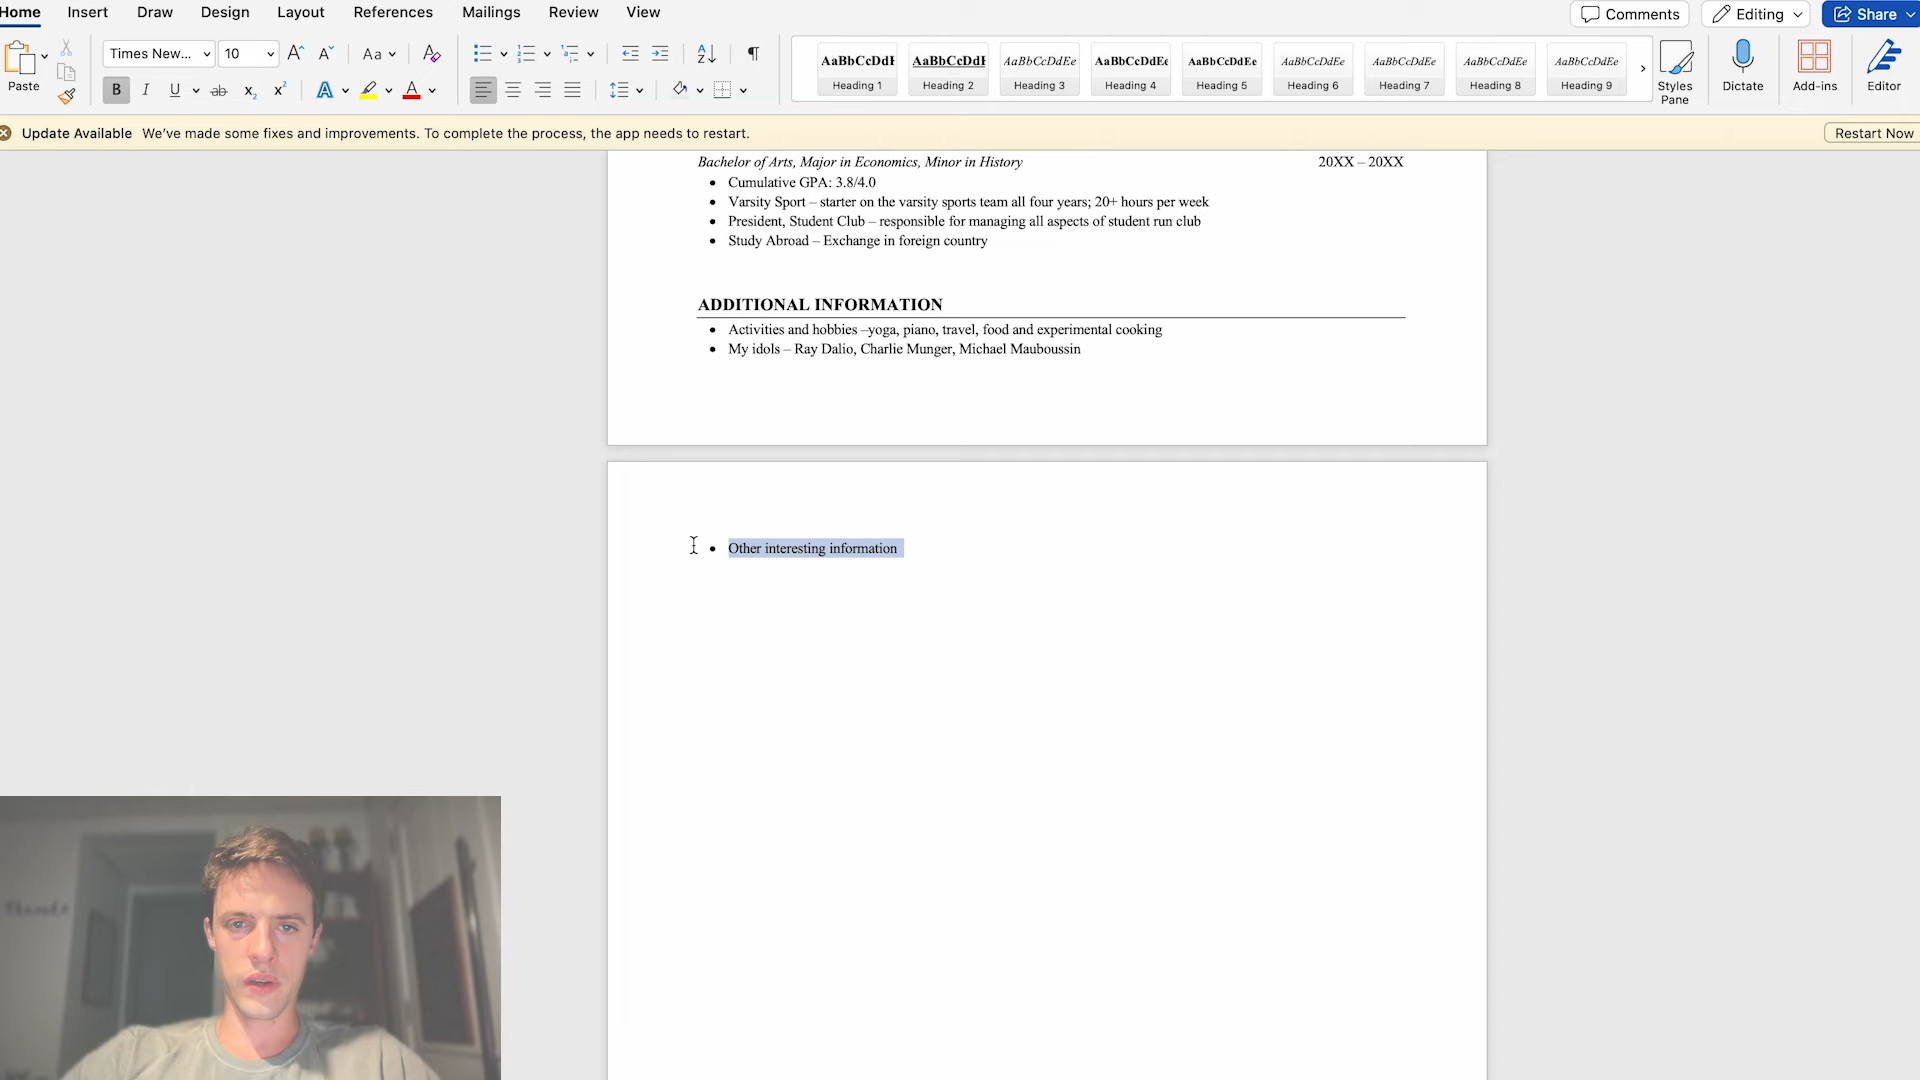 Home Insert Draw Design Layout References Mailings Review View
Comments Editing Share
Paste
Times New... 10 Aa
B I U ab x₂ x² A A
AaBbCcDdE AaBbCcDdE AaBbCcDdEe AaBbCcDdEe AaBbCcDdEe AaBbCcDdEe AaBbCcDdEe AaBbCcDdEe AaBbCcDdEe
Heading 1 Heading 2 Heading 3 Heading 4 Heading 5 Heading 6 Heading 7 Heading 8 Heading 9
Styles Pane Dictate Add-ins Editor
Update Available We've made some fixes and improvements. To complete the process, the app needs to restart. Restart Now
Bachelor of Arts, Major in Economics, Minor in History 20XX – 20XX
• Cumulative GPA: 3.8/4.0
• Varsity Sport – starter on the varsity sports team all four years; 20+ hours per week
• President, Student Club – responsible for managing all aspects of student run club
• Study Abroad – Exchange in foreign country
ADDITIONAL INFORMATION
• Activities and hobbies –yoga, piano, travel, food and experimental cooking
• My idols – Ray Dalio, Charlie Munger, Michael Mauboussin
• Other interesting information